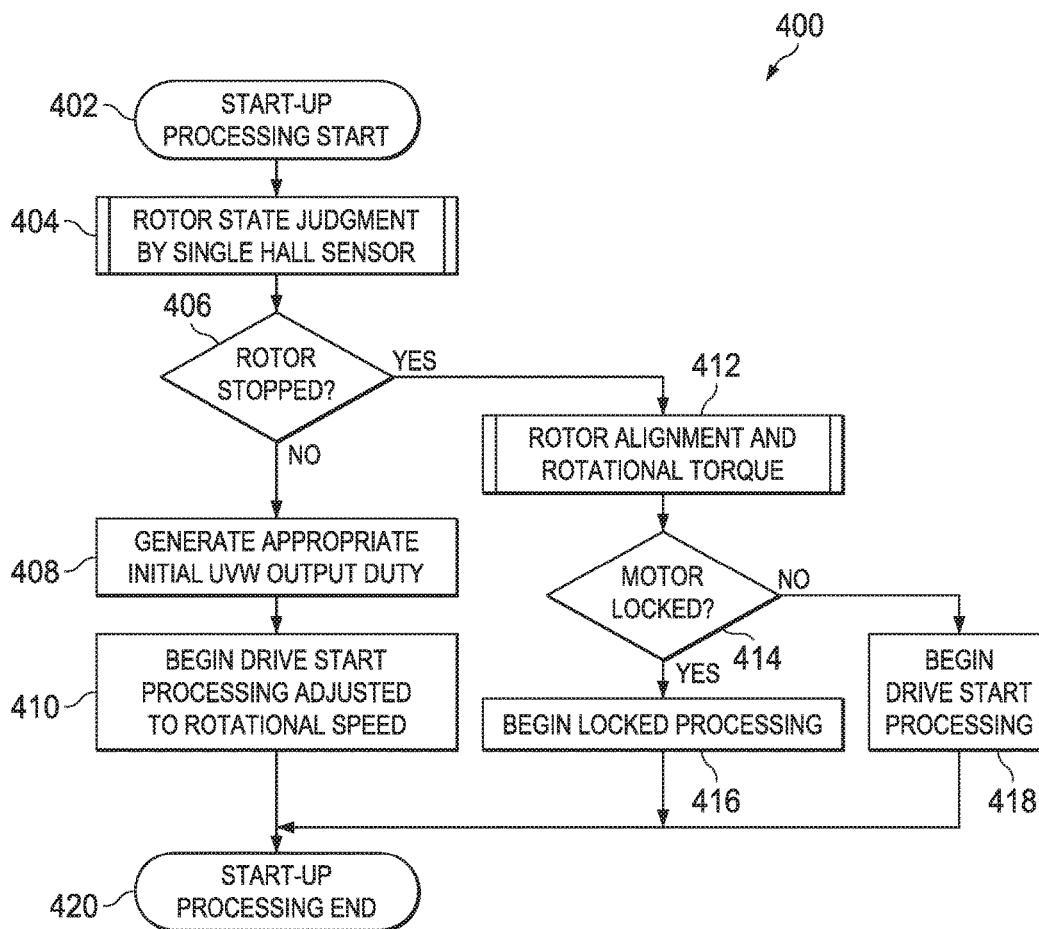 400
402
START-UP
PROCESSING START
404
ROTOR STATE JUDGMENT
BY SINGLE HALL SENSOR
406
ROTOR
STOPPED?
YES
NO
412
ROTOR ALIGNMENT AND
ROTATIONAL TORQUE
408
GENERATE APPROPRIATE
INITIAL UVW OUTPUT DUTY
MOTOR
LOCKED?
NO
414
YES
410
BEGIN DRIVE START
PROCESSING ADJUSTED
TO ROTATIONAL SPEED
BEGIN LOCKED PROCESSING
416
BEGIN
DRIVE START
PROCESSING
418
420
START-UP
PROCESSING END